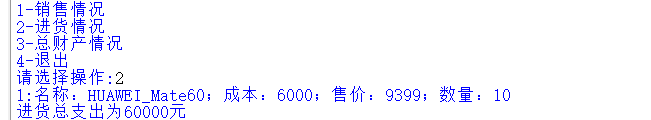 1-销售情况
2-进货情况
3-总财产情况
4-退出
请选择操作:2
1:名称：HUAWEI_Mate60；成本：6000；售价：9399；数量：10
进货总支出为60000元